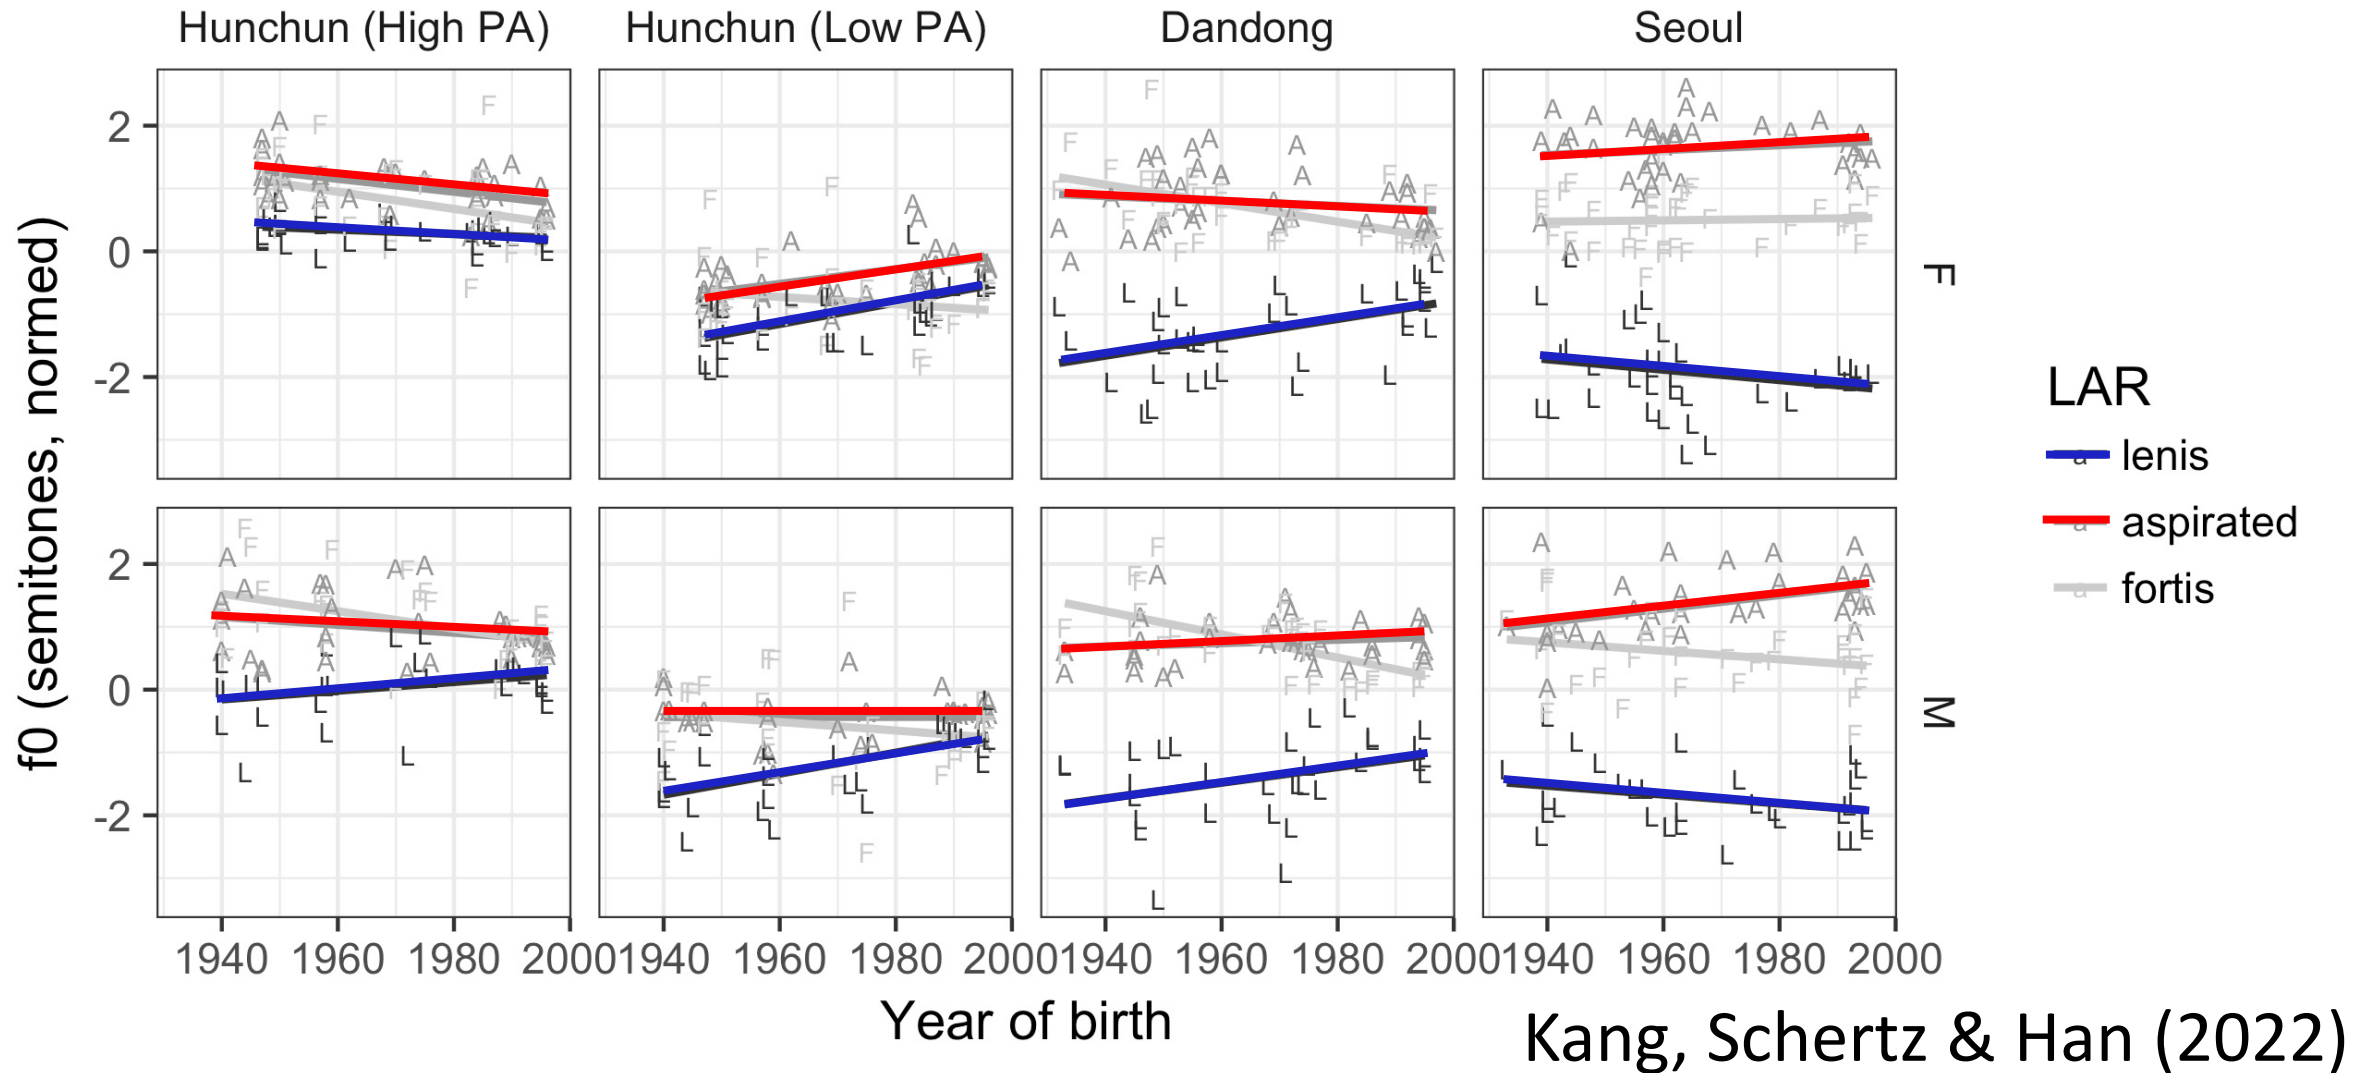 Hunchun (High PA) Hunchun (Low PA) Dandong Seoul
f0 (semitones, normed)
2
0
-2
F
2
0
-2
M
1940 1960 1980 2000 1940 1960 1980 2000 1940 1960 1980 2000 1940 1960 1980 2000
Year of birth
LAR
a lenis
a aspirated
a fortis
Kang, Schertz & Han (2022)